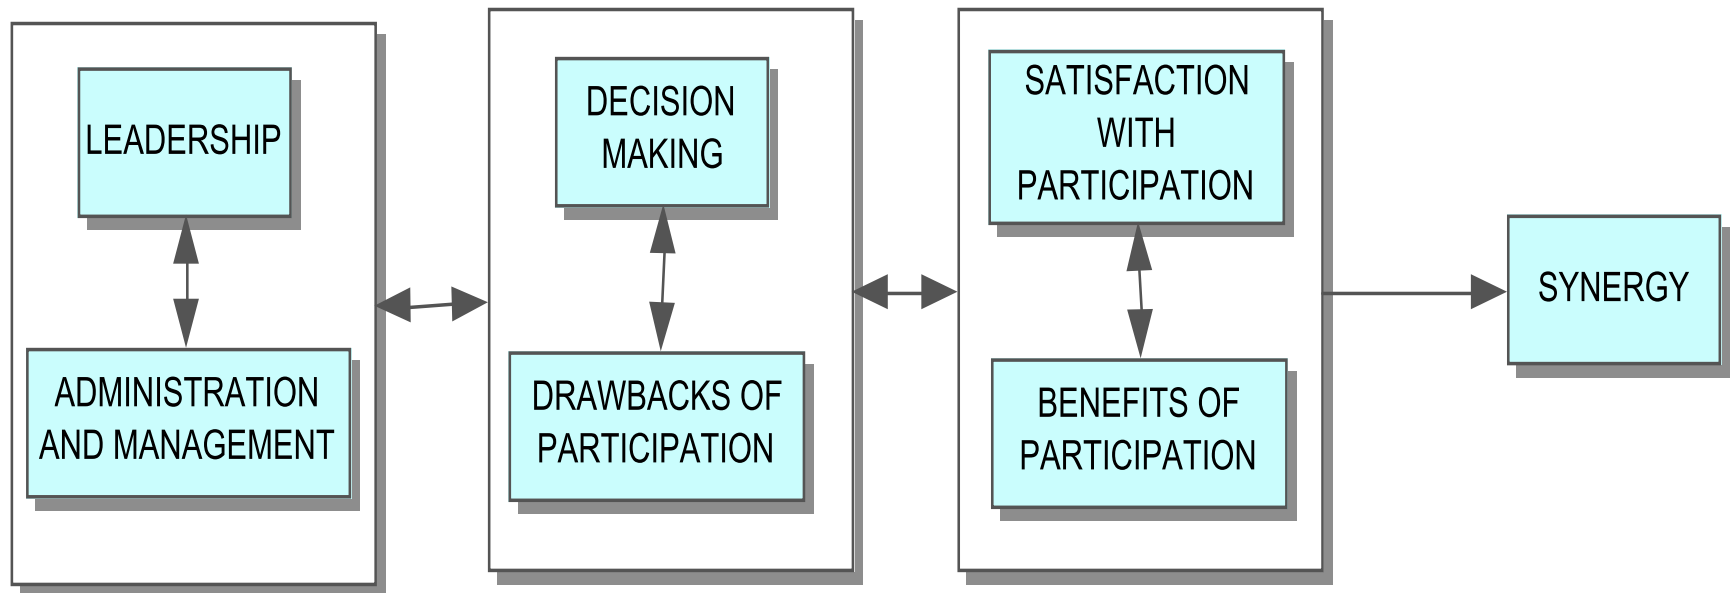 LEADERSHIP
ADMINISTRATION
AND MANAGEMENT
DECISION
MAKING
DRAWBACKS OF
PARTICIPATION
SATISFACTION
WITH
PARTICIPATION
BENEFITS OF
PARTICIPATION
SYNERGY